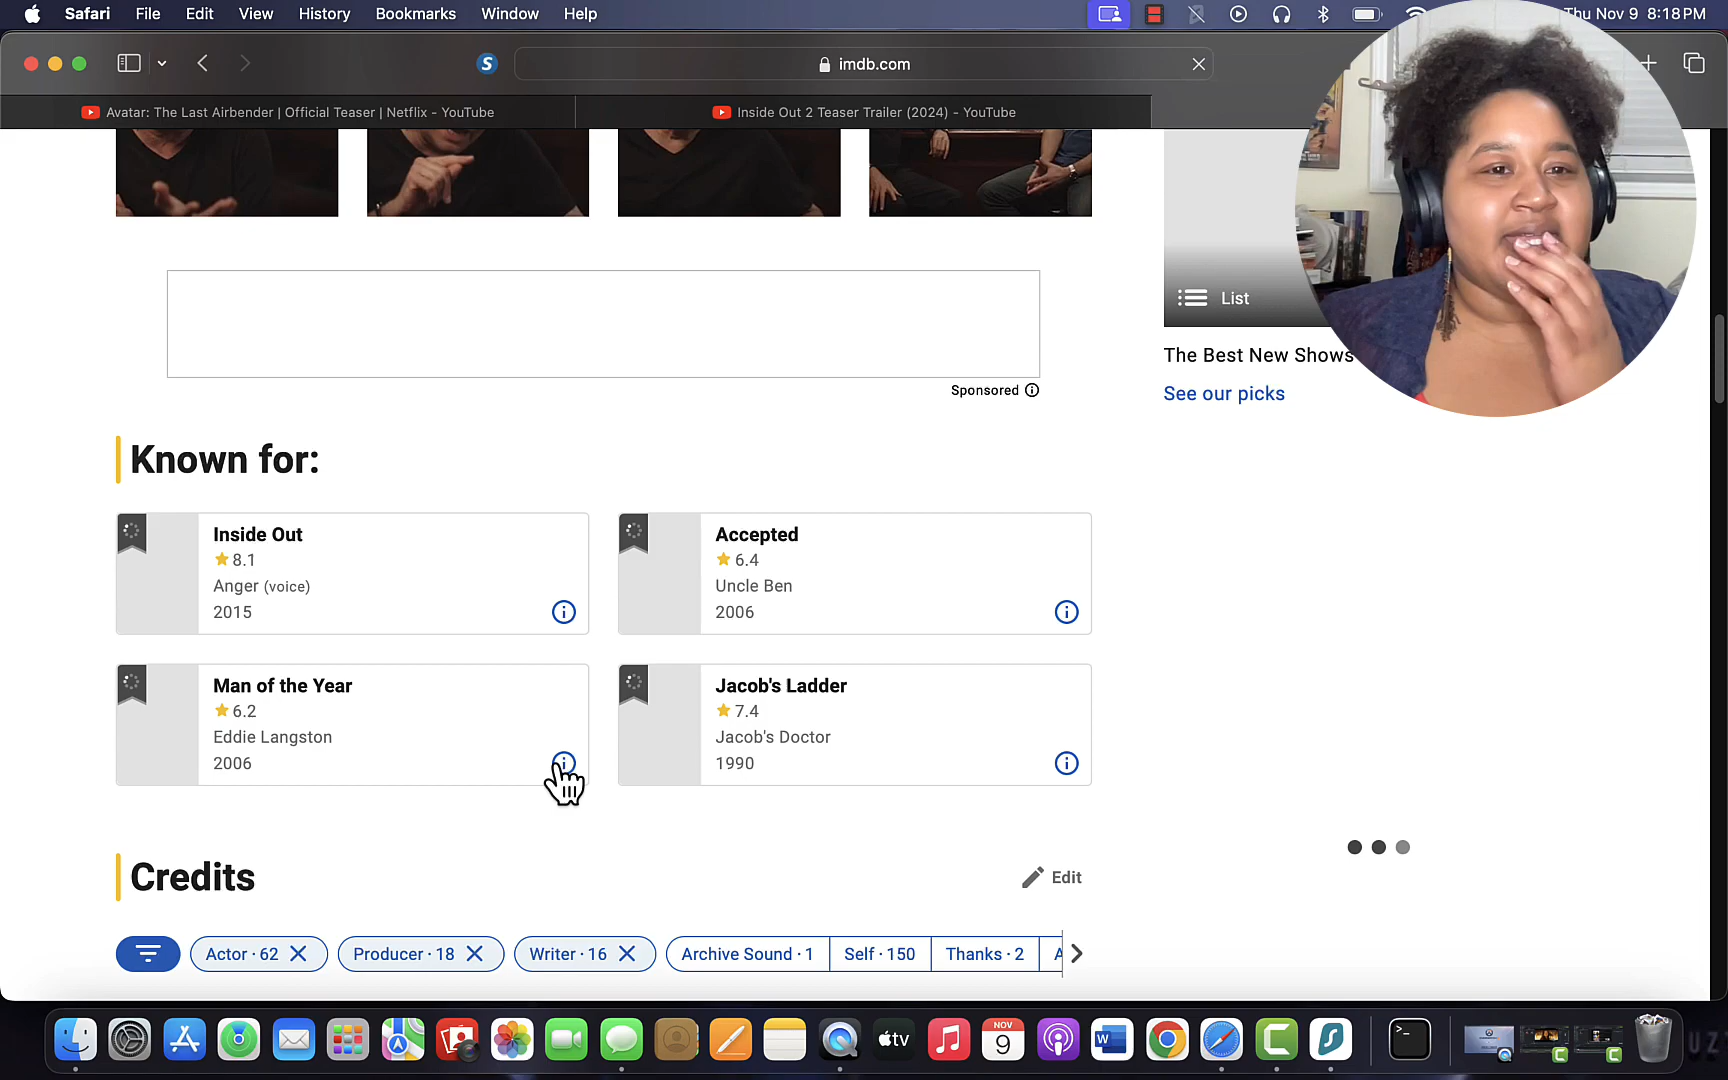 Safari File Edit View History Bookmarks Window Help
Thu Nov 9 8:18 PM
imdb.com
Avatar: The Last Airbender | Official Teaser | Netflix - YouTube
Inside Out 2 Teaser Trailer (2024) - YouTube
List
The Best New Shows
See our picks
Sponsored
Known for:
Inside Out
8.1
Anger (voice)
2015
Accepted
6.4
Uncle Ben
2006
Man of the Year
6.2
Eddie Langston
2006
Jacob's Ladder
7.4
Jacob's Doctor
1990
Credits
Edit
Actor · 62
Producer · 18
Writer · 16
Archive Sound · 1
Self · 150
Thanks · 2
tv
NOV
9
W